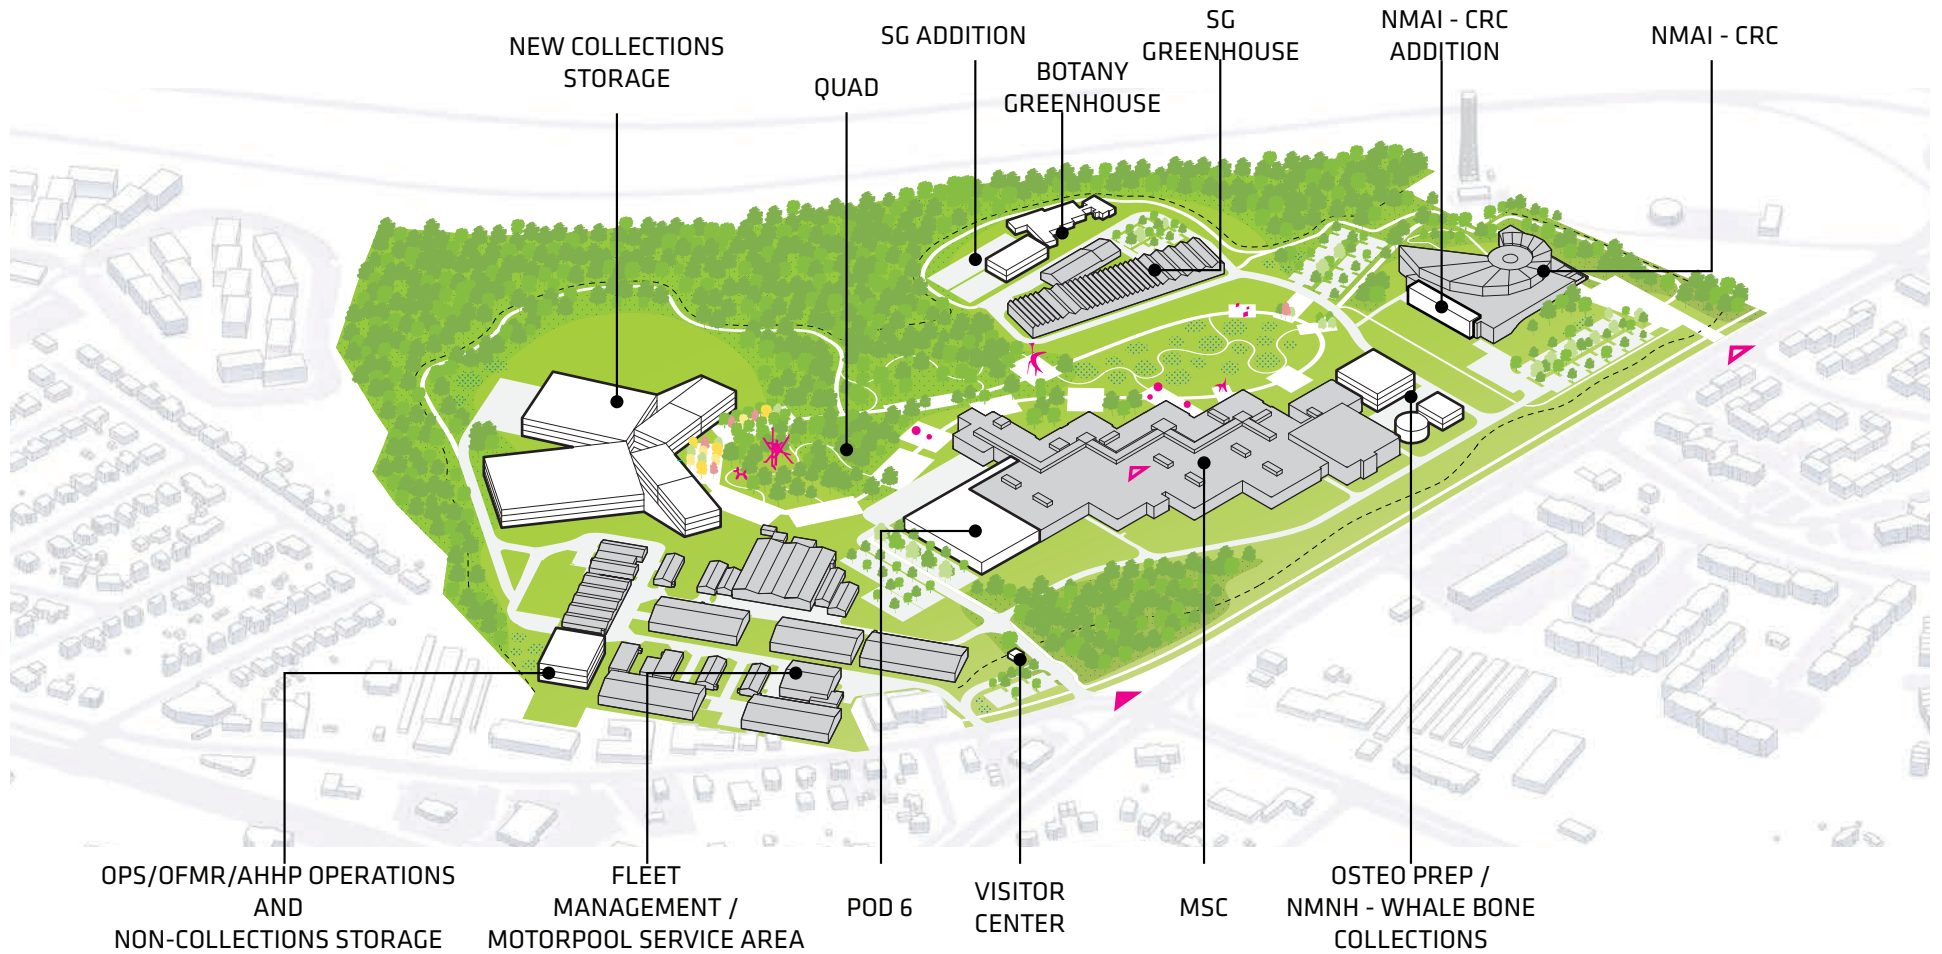 NEW COLLECTIONS
STORAGE
QUAD
SG ADDITION
BOTANY
GREENHOUSE
SG
GREENHOUSE
NMAI - CRC
ADDITION
NMAI - CRC
OPS/OFMR/AHHP OPERATIONS
AND
NON-COLLECTIONS STORAGE
FLEET
MANAGEMENT /
MOTORPOOL SERVICE AREA
POD 6
VISITOR
CENTER
MSC
OSTEO PREP /
NMNH - WHALE BONE
COLLECTIONS